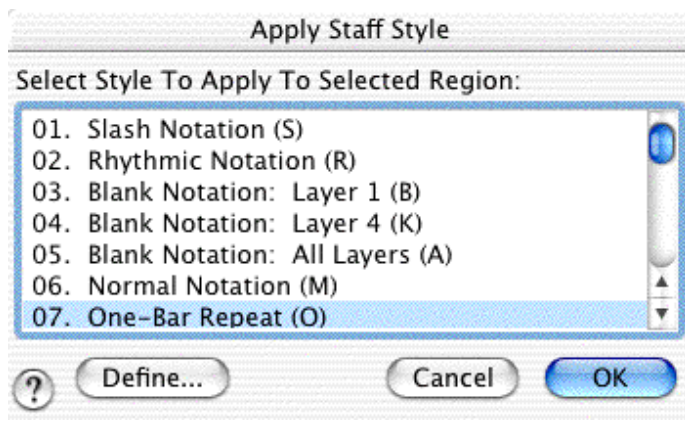 Apply Staff Style
Select Style To Apply To Selected Region:
01. Slash Notation (S)
02. Rhythmic Notation (R)
03. Blank Notation: Layer 1 (B)
04. Blank Notation: Layer 4 (K)
05. Blank Notation: All Layers (A)
06. Normal Notation (M)
07. One-Bar Repeat (O)
? Define... Cancel OK